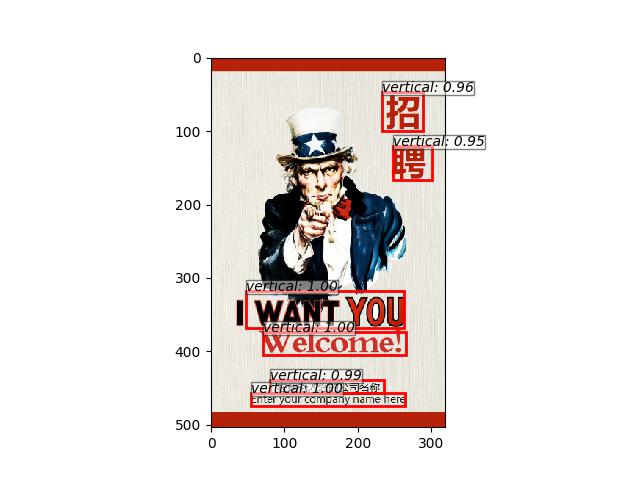 0
100
200
300
400
500
0 100 200 300
vertical: 0.96
招
vertical: 0.95
聘
vertical: 1.00
I WANT YOU
vertical: 1.00
Welcome!
vertical: 0.99
公司名
vertical: 1.00
Enter your company name here